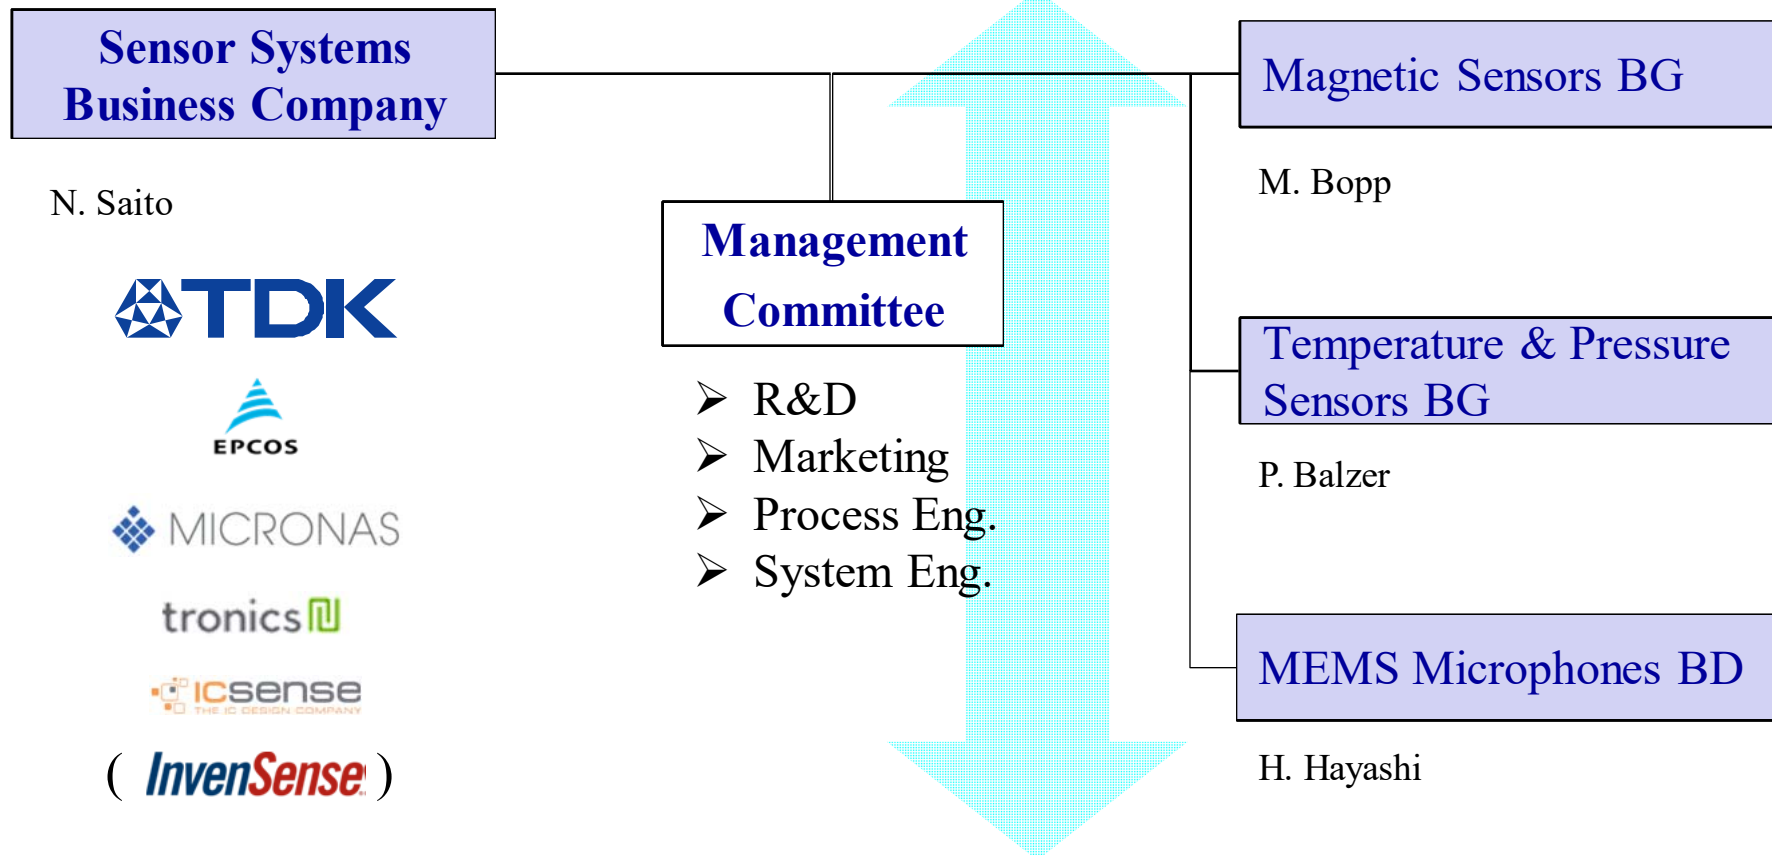 Sensor Systems
Business Company
N. Saito
TDK
EPCOS
MICRONAS
tronics
ICsense
THE IC DESIGN COMPANY
( InvenSense )
Management
Committee
➢ R&D
➢ Marketing
➢ Process Eng.
➢ System Eng.
Magnetic Sensors BG
M. Bopp
Temperature & Pressure
Sensors BG
P. Balzer
MEMS Microphones BD
H. Hayashi